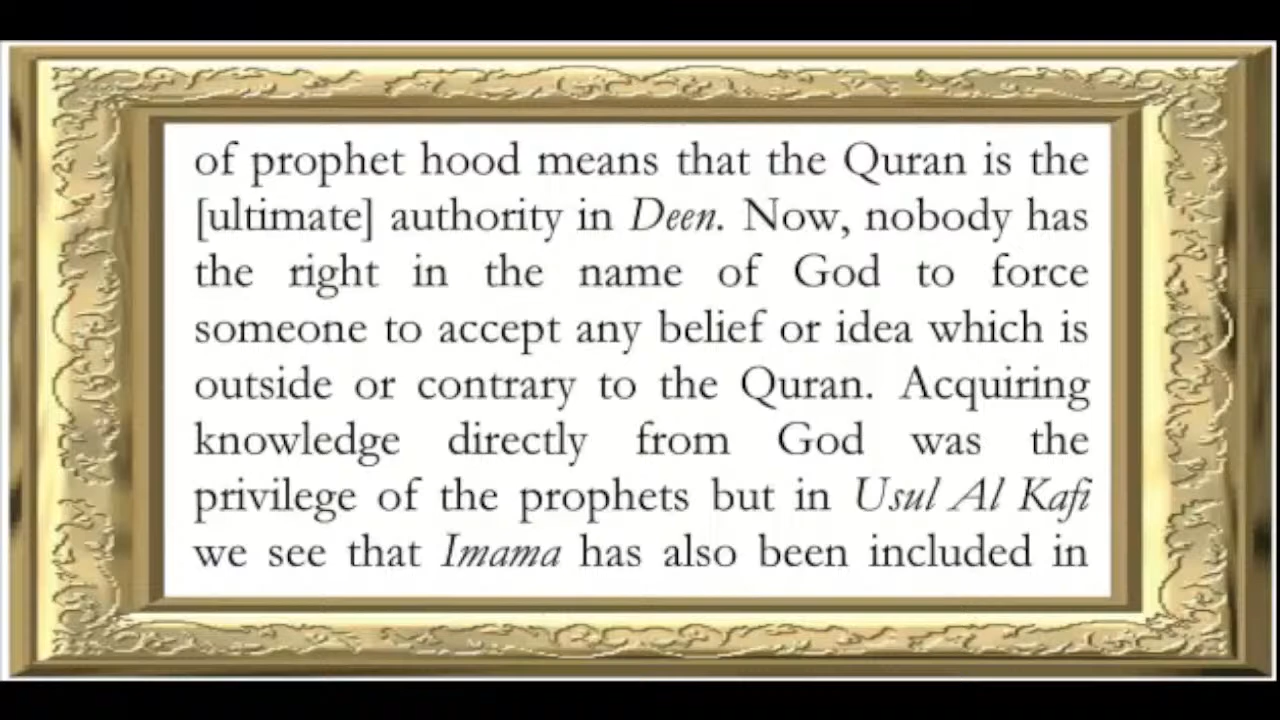 of prophet hood means that the Quran is the
[ultimate] authority in Deen. Now, nobody has
the right in the name of God to force
someone to accept any belief or idea which is
outside or contrary to the Quran. Acquiring
knowledge directly from God was the
privilege of the prophets but in Usul Al Kafi
we see that Imama has also been included in